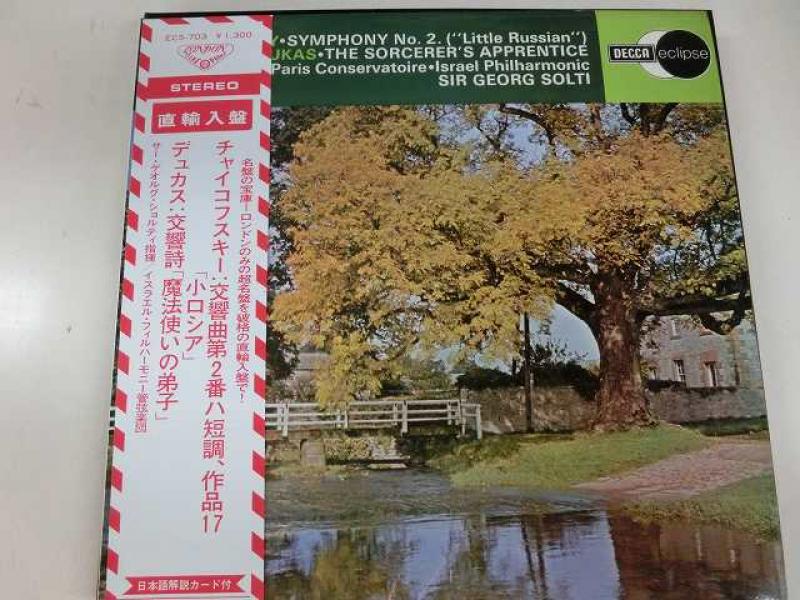 ECS-703 ¥1,300
LONDON
STEREO
直輸入盤
名盤の宝庫—ロンドンのみの超名盤を破格の直輸入盤で!
チャイコフスキー:交響曲第2番ハ短調、作品17
「小ロシア」
デュカス:交響詩「魔法使いの弟子」
サー・ゲオルグ・ショルティ指揮 イスラエル・フィルハーモニー管弦楽団
日本語解説カード付
Y•SYMPHONY No. 2. ("Little Russian")
UKAS•THE SORCERER'S APPRENTICE
Paris Conservatoire•Israel Philharmonic
SIR GEORG SOLTI
DECCA eclipse